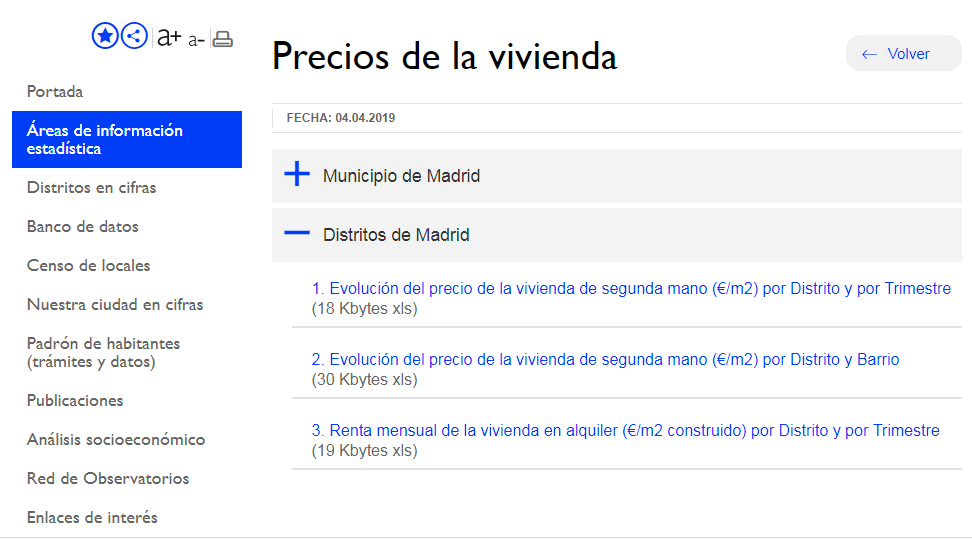 a+ a-
Portada
Áreas de información
estadística
Distritos en cifras
Banco de datos
Censo de locales
Nuestra ciudad en cifras
Padrón de habitantes
(trámites y datos)
Publicaciones
Análisis socioeconómico
Red de Observatorios
Enlaces de interés
Precios de la vivienda
← Volver
FECHA: 04.04.2019
Municipio de Madrid
Distritos de Madrid
1. Evolución del precio de la vivienda de segunda mano (€/m2) por Distrito y por Trimestre
(18 Kbytes xls)
2. Evolución del precio de la vivienda de segunda mano (€/m2) por Distrito y Barrio
(30 Kbytes xls)
3. Renta mensual de la vivienda en alquiler (€/m2 construido) por Distrito y por Trimestre
(19 Kbytes xls)